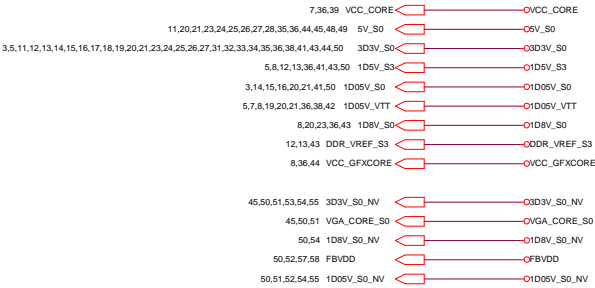 7,36,39 VCC_CORE VCC_CORE
11,20,21,23,24,25,26,27,28,35,36,44,45,48,49 5V_S0 5V_S0
3,5,11,12,13,14,15,16,17,18,19,20,21,23,24,25,26,27,31,32,33,34,35,36,38,41,43,44,50 3D3V_S0 3D3V_S0
5,8,12,13,36,41,43,50 1D5V_S3 1D5V_S3
3,14,15,16,20,21,41,50 1D05V_S0 1D05V_S0
5,7,8,19,20,21,36,38,42 1D05V_VTT 1D05V_VTT
8,20,23,36,43 1D8V_S0 1D8V_S0
12,13,43 DDR_VREF_S3 DDR_VREF_S3
8,36,44 VCC_GFXCORE VCC_GFXCORE
45,50,51,53,54,55 3D3V_S0_NV 3D3V_S0_NV
45,50,51 VGA_CORE_S0 VGA_CORE_S0
50,54 1D8V_S0_NV 1D8V_S0_NV
50,52,57,58 FBVDD FBVDD
50,51,52,54,55 1D05V_S0_NV 1D05V_S0_NV